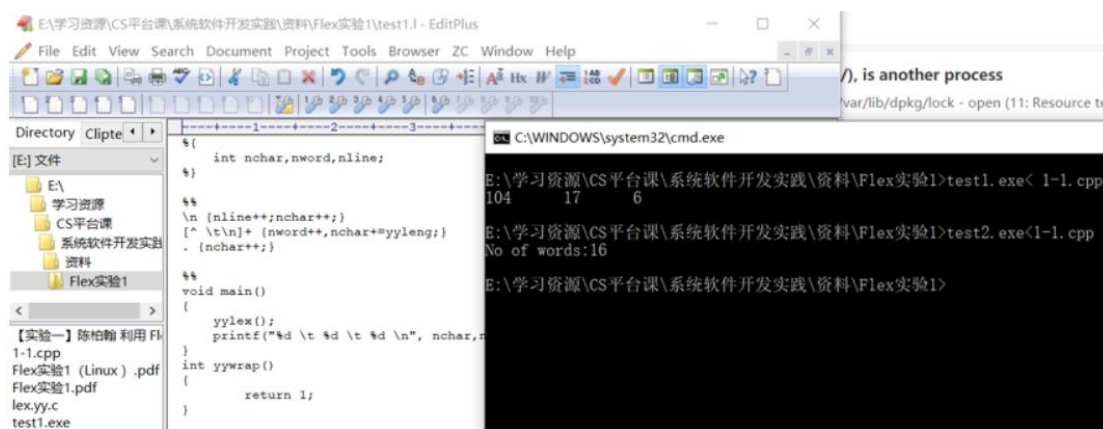 E:\学习资源\CS平台课\系统软件开发实践\资料\Flex实验1\test1.l - EditPlus
File Edit View Search Document Project Tools Browser ZC Window Help
Directory Clipte
[E:] 文件
E:\
学习资源
CS平台课
系统软件开发实践
资料
Flex实验1
【实验一】陈柏翰 利用 Fl
1-1.cpp
Flex实验1（Linux）.pdf
Flex实验1.pdf
lex.yy.c
test1.exe
----+----1----+----2----+----3----+----
%{
int nchar,nword,nline;
%}
%%
\n {nline++;nchar++;}
[^ \t\n]+ {nword++,nchar+=yyleng;}
. {nchar++;}
%%
void main()
{
yylex();
printf("%d \t %d \t %d \n", nchar,n
}
int yywrap()
{
return 1;
}
/), is another process
/var/lib/dpkg/lock - open (11: Resource te
C:\WINDOWS\system32\cmd.exe
E:\学习资源\CS平台课\系统软件开发实践\资料\Flex实验1>test1.exe< 1-1.cpp
104 17 6
E:\学习资源\CS平台课\系统软件开发实践\资料\Flex实验1>test2.exe<1-1.cpp
No of words:16
E:\学习资源\CS平台课\系统软件开发实践\资料\Flex实验1>